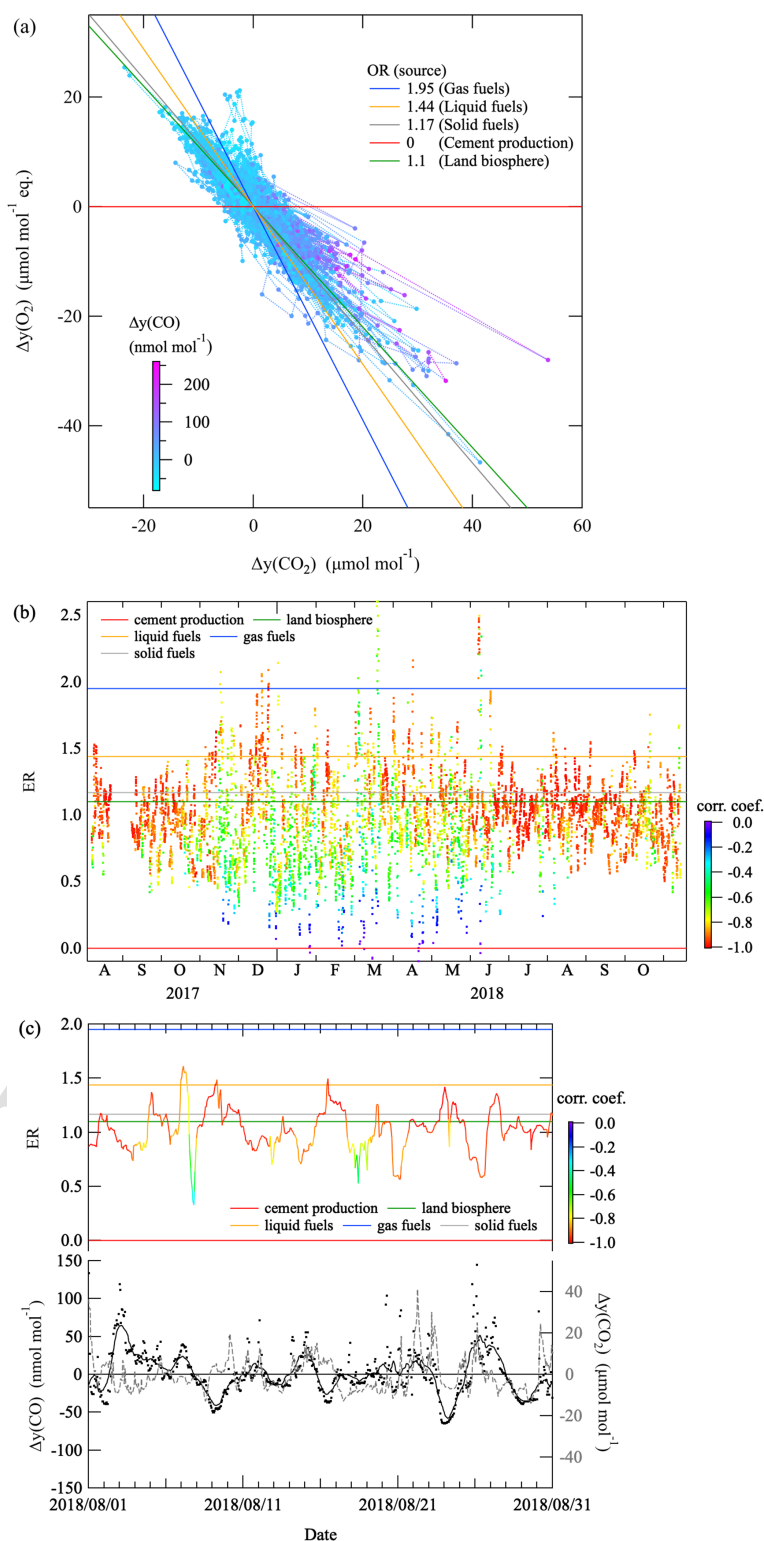 (a)
OR (source)
1.95 (Gas fuels)
1.44 (Liquid fuels)
1.17 (Solid fuels)
0 (Cement production)
1.1 (Land biosphere)
20
0
-20
-40
Δy(O₂) (μmol mol⁻¹ eq.)
Δy(CO)
(nmol mol⁻¹)
200
100
0
-20
0
20
40
60
Δy(CO₂) (μmol mol⁻¹)
(b)
cement production
land biosphere
liquid fuels
gas fuels
solid fuels
2.5
2.0
1.5
1.0
0.5
0.0
ER
corr. coef.
0.0
-0.2
-0.4
-0.6
-0.8
-1.0
A S O N D J F M A M J J A S O
2017 2018
(c)
2.0
1.5
1.0
0.5
0.0
ER
cement production
land biosphere
liquid fuels
gas fuels
solid fuels
corr. coef.
0.0
-0.2
-0.4
-0.6
-0.8
-1.0
150
100
50
0
-50
-100
-150
Δy(CO) (nmol mol⁻¹)
40
20
0
-20
-40
Δy(CO₂) (μmol mol⁻¹)
2018/08/01 2018/08/11 2018/08/21 2018/08/31
Date